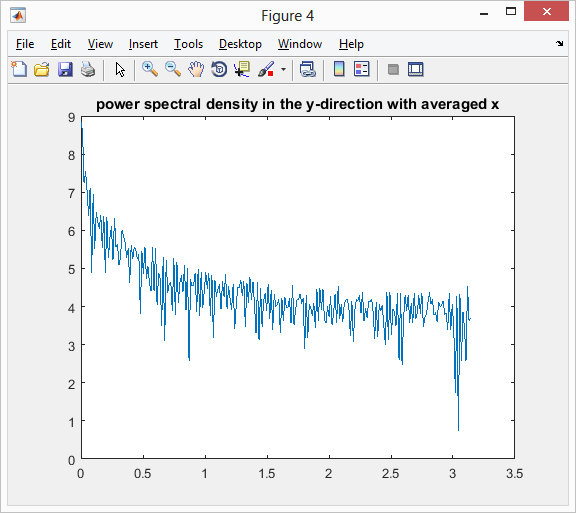 Figure 4
File Edit View Insert Tools Desktop Window Help
power spectral density in the y-direction with averaged x
9
8
7
6
5
4
3
2
1
0
0 0.5 1 1.5 2 2.5 3 3.5